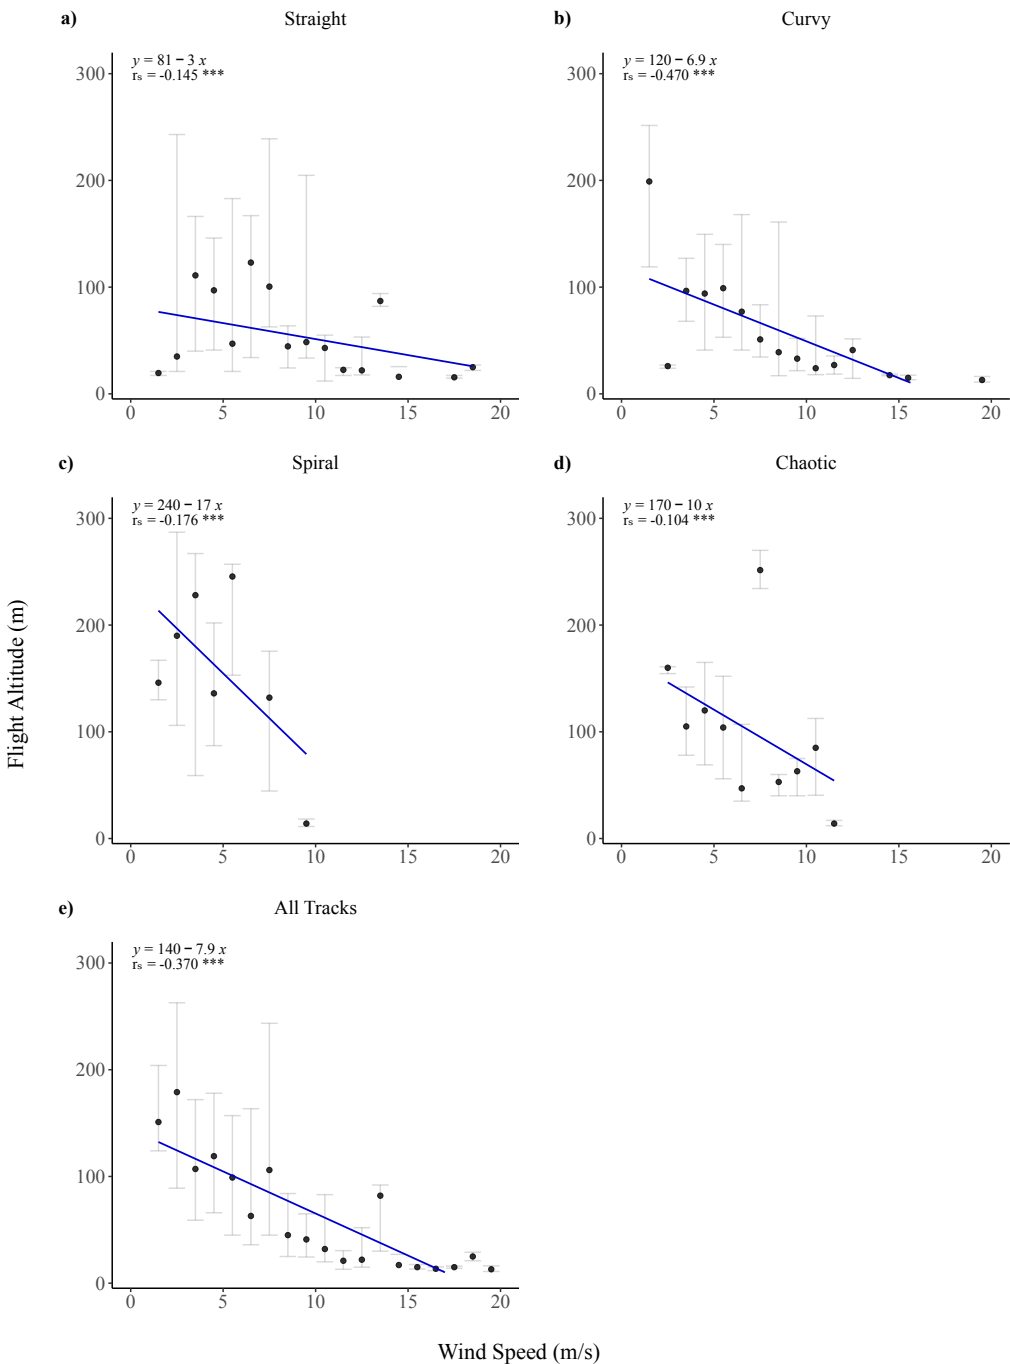 a) Straight
y = 81 − 3 x
rₛ = -0.145 ***
300
200
100
0
0 5 10 15 20
b) Curvy
y = 120 − 6.9 x
rₛ = -0.470 ***
300
200
100
0
0 5 10 15 20
c) Spiral
y = 240 − 17 x
rₛ = -0.176 ***
300
200
100
0
0 5 10 15 20
d) Chaotic
y = 170 − 10 x
rₛ = -0.104 ***
300
200
100
0
0 5 10 15 20
e) All Tracks
y = 140 − 7.9 x
rₛ = -0.370 ***
300
200
100
0
0 5 10 15 20
Flight Altitude (m)
Wind Speed (m/s)